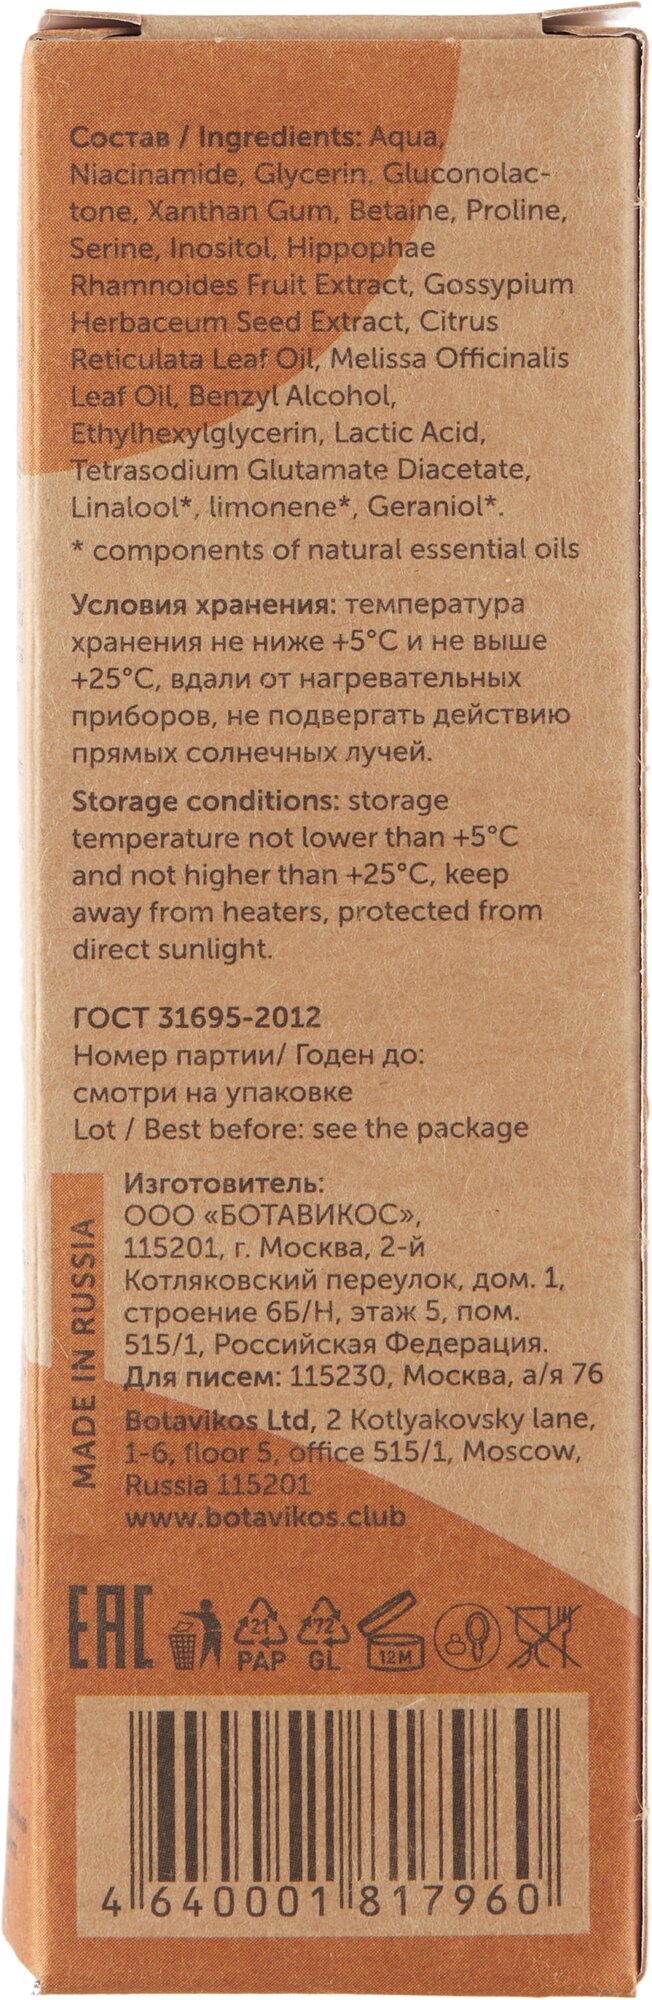 Состав / Ingredients: Aqua,
Niacinamide, Glycerin, Gluconolac-
tone, Xanthan Gum, Betaine, Proline,
Serine, Inositol, Hippophae
Rhamnoides Fruit Extract, Gossypium
Herbaceum Seed Extract, Citrus
Reticulata Leaf Oil, Melissa Officinalis
Leaf Oil, Benzyl Alcohol,
Ethylhexylglycerin, Lactic Acid,
Tetrasodium Glutamate Diacetate,
Linalool*, limonene*, Geraniol*.
* components of natural essential oils
Условия хранения: температура
хранения не ниже +5°C и не выше
+25°C, вдали от нагревательных
приборов, не подвергать действию
прямых солнечных лучей.
Storage conditions: storage
temperature not lower than +5°C
and not higher than +25°C, keep
away from heaters, protected from
direct sunlight.
ГОСТ 31695-2012
Номер партии/ Годен до:
смотри на упаковке
Lot / Best before: see the package
MADE IN RUSSIA
Изготовитель:
ООО «БОТАВИКОС»,
115201, г. Москва, 2-й
Котляковский переулок, дом. 1,
строение 6Б/Н, этаж 5, пом.
515/1, Российская Федерация.
Для писем: 115230, Москва, а/я 76
Botavikos Ltd, 2 Kotlyakovsky lane,
1-6, floor 5, office 515/1, Moscow,
Russia 115201
www.botavikos.club
EAC 21 72 12M
PAP GL
4 640001 817960